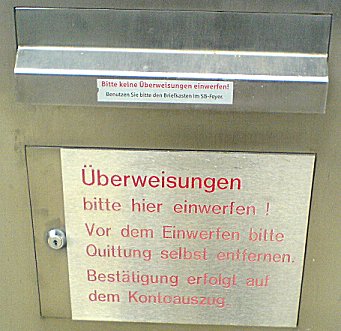 Bitte keine Überweisungen einwerfen!
Benutzen Sie bitte den Briefkasten im SB-Foyer.
Überweisungen
bitte hier einwerfen !
Vor dem Einwerfen bitte
Quittung selbst entfernen.
Bestätigung erfolgt auf
dem Kontoauszug.